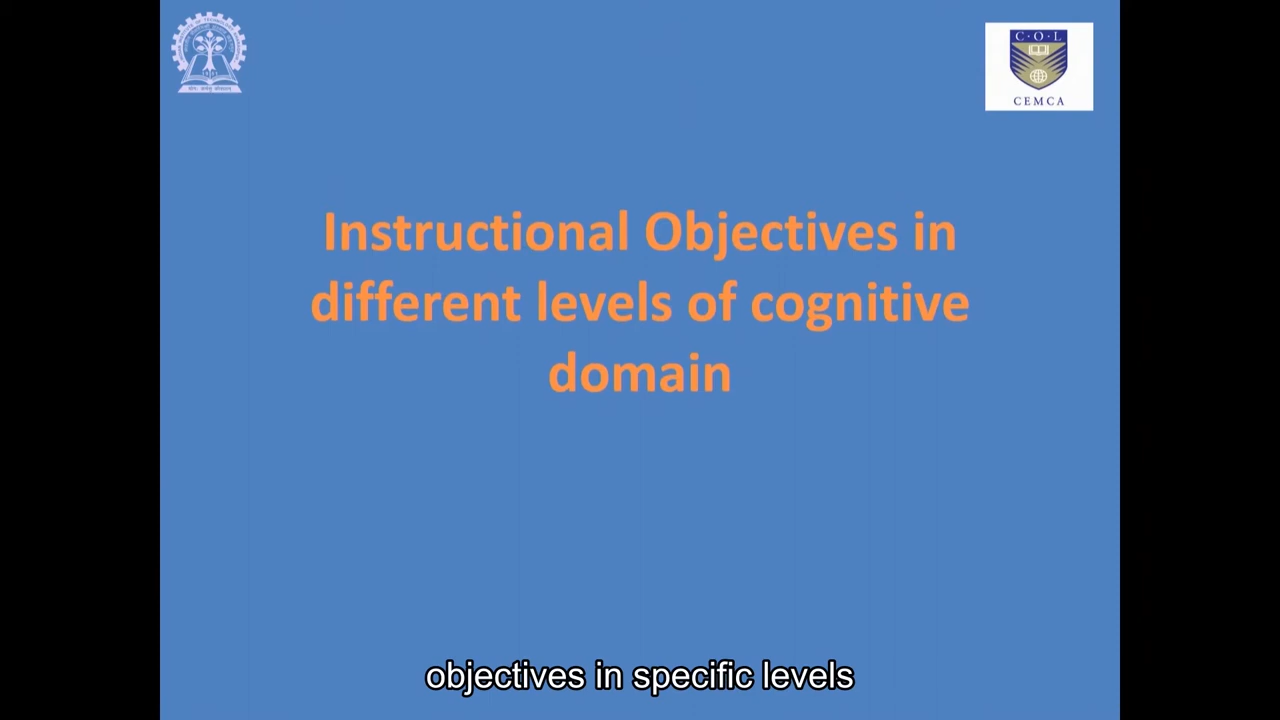 C·O·L
CEMCA
Instructional Objectives in
different levels of cognitive
domain
objectives in specific levels